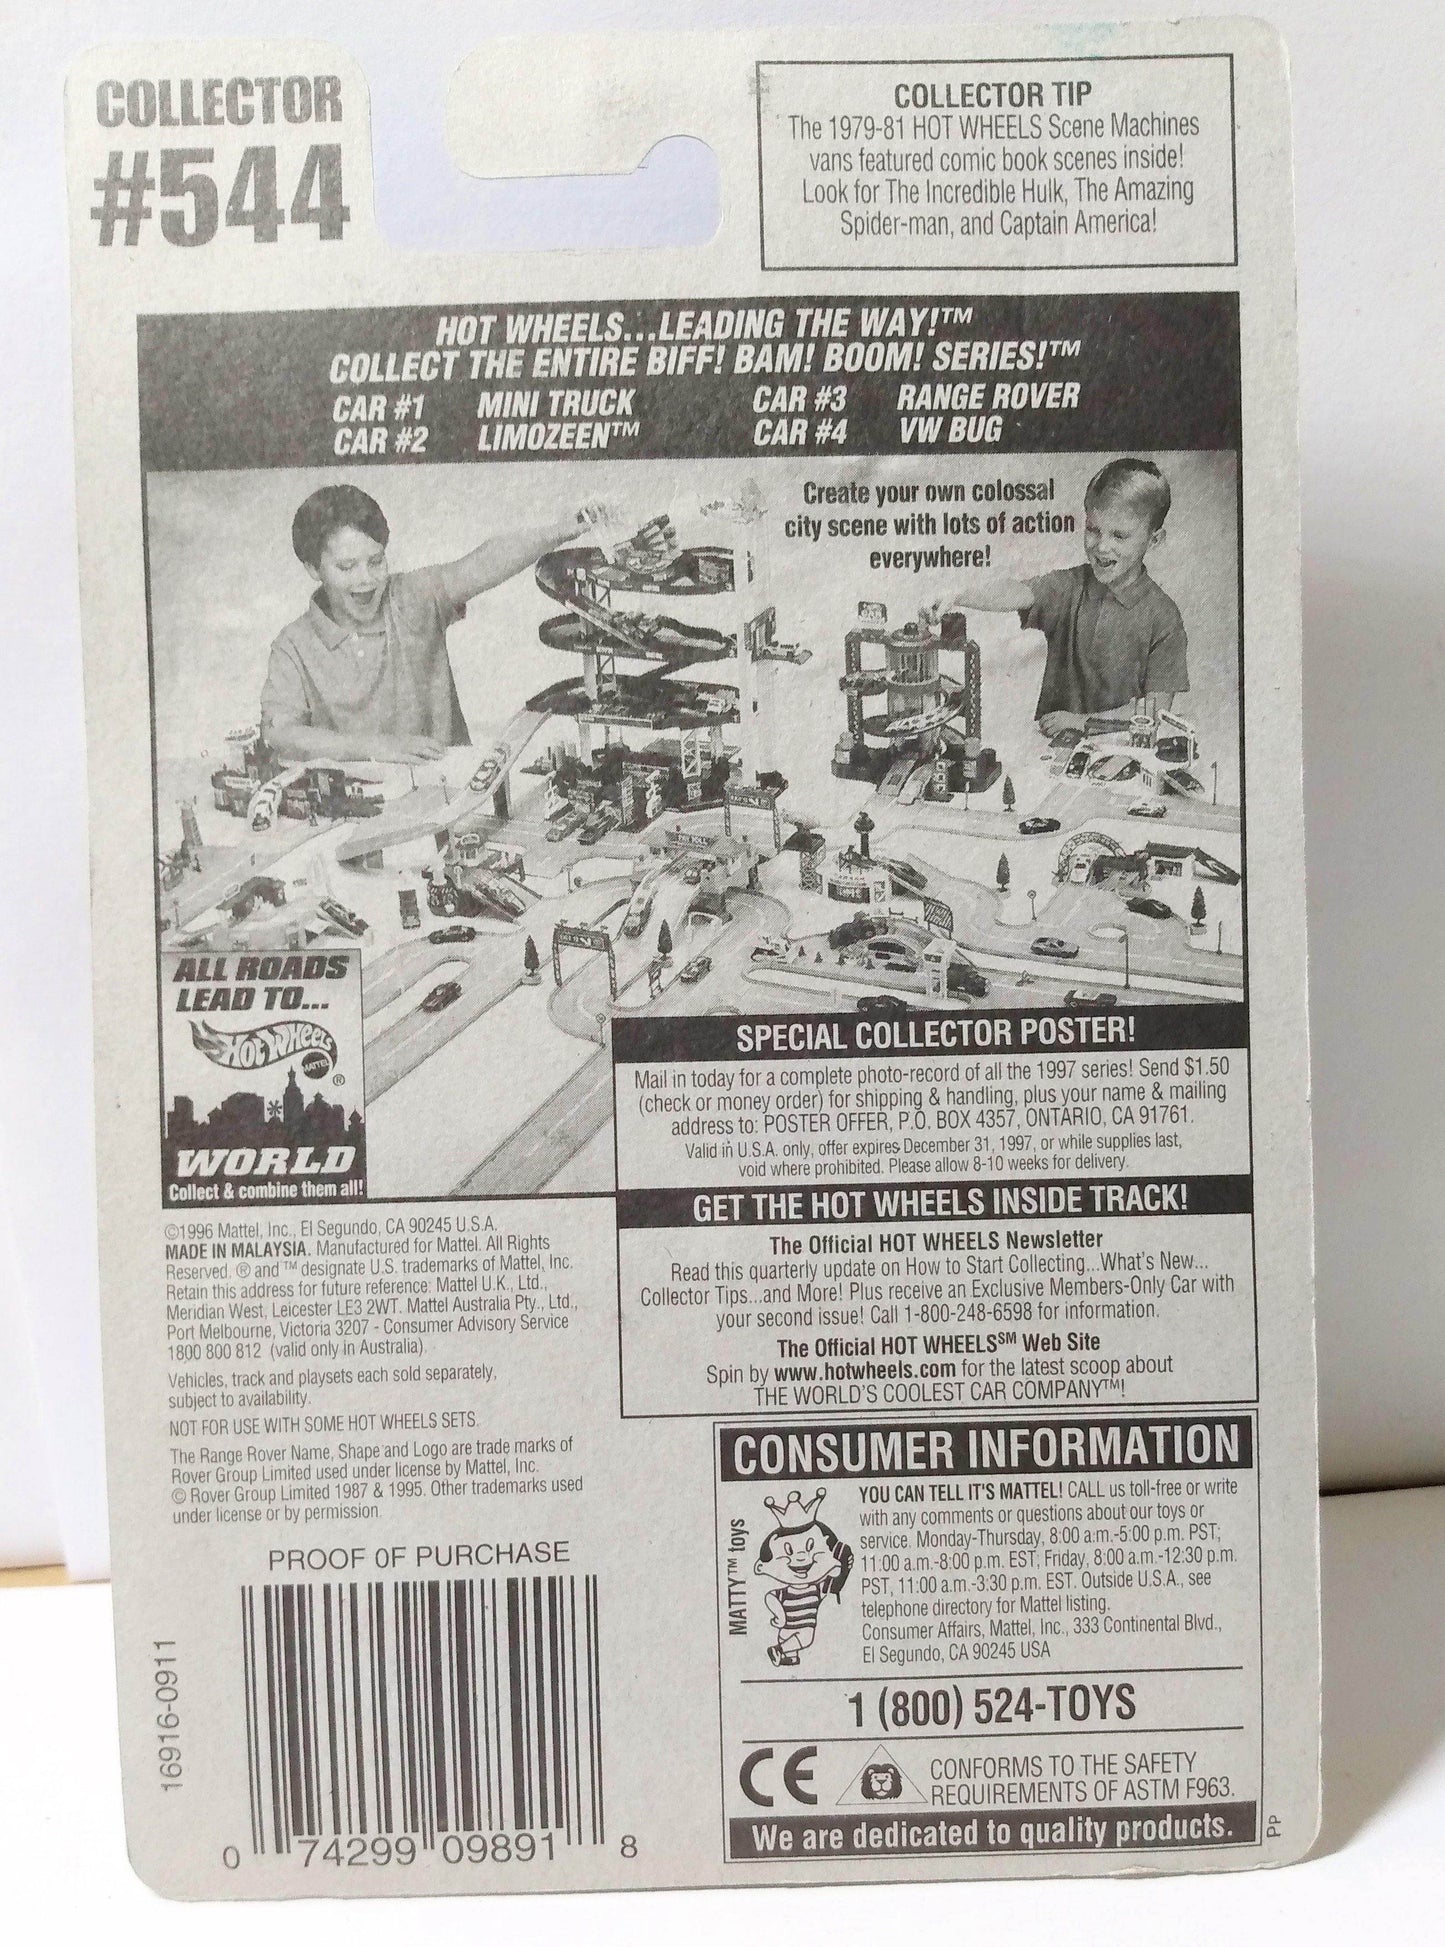 COLLECTOR
#544
COLLECTOR TIP
The 1979-81 HOT WHEELS Scene Machines
vans featured comic book scenes inside!
Look for The Incredible Hulk, The Amazing
Spider-man, and Captain America!
HOT WHEELS...LEADING THE WAY!™
COLLECT THE ENTIRE BIFF! BAM! BOOM! SERIES!™
CAR #1 MINI TRUCK CAR #3 RANGE ROVER
CAR #2 LIMOZEEN™ CAR #4 VW BUG
Create your own colossal
city scene with lots of action
everywhere!
ALL ROADS
LEAD TO...
HOT WHEELS
MATTEL
®
WORLD
Collect & combine them all!
SPECIAL COLLECTOR POSTER!
Mail in today for a complete photo-record of all the 1997 series! Send $1.50
(check or money order) for shipping & handling, plus your name & mailing
address to: POSTER OFFER, P.O. BOX 4357, ONTARIO, CA 91761.
Valid in U.S.A. only, offer expires December 31, 1997, or while supplies last,
void where prohibited. Please allow 8-10 weeks for delivery.
GET THE HOT WHEELS INSIDE TRACK!
The Official HOT WHEELS Newsletter
Read this quarterly update on How to Start Collecting...What's New...
Collector Tips...and More! Plus receive an Exclusive Members-Only Car with
your second issue! Call 1-800-248-6598 for information.
The Official HOT WHEELS℠ Web Site
Spin by www.hotwheels.com for the latest scoop about
THE WORLD'S COOLEST CAR COMPANY™!
©1996 Mattel, Inc., El Segundo, CA 90245 U.S.A.
MADE IN MALAYSIA. Manufactured for Mattel. All Rights
Reserved. ® and ™ designate U.S. trademarks of Mattel, Inc.
Retain this address for future reference: Mattel U.K., Ltd.,
Meridian West, Leicester LE3 2WT. Mattel Australia Pty., Ltd.,
Port Melbourne, Victoria 3207 - Consumer Advisory Service
1800 800 812 (valid only in Australia).
Vehicles, track and playsets each sold separately,
subject to availability.
NOT FOR USE WITH SOME HOT WHEELS SETS.
The Range Rover Name, Shape and Logo are trade marks of
Rover Group Limited used under license by Mattel, Inc.
© Rover Group Limited 1987 & 1995. Other trademarks used
under license or by permission.
PROOF OF PURCHASE
16916-0911
0 74299 09891 8
CONSUMER INFORMATION
MATTY™ toys
YOU CAN TELL IT'S MATTEL! CALL us toll-free or write
with any comments or questions about our toys or
service. Monday-Thursday, 8:00 a.m.-5:00 p.m. PST;
11:00 a.m.-8:00 p.m. EST; Friday, 8:00 a.m.-12:30 p.m.
PST, 11:00 a.m.-3:30 p.m. EST. Outside U.S.A., see
telephone directory for Mattel listing.
Consumer Affairs, Mattel, Inc., 333 Continental Blvd.,
El Segundo, CA 90245 USA
1 (800) 524-TOYS
CE
CONFORMS TO THE SAFETY
REQUIREMENTS OF ASTM F963.
We are dedicated to quality products.
PP